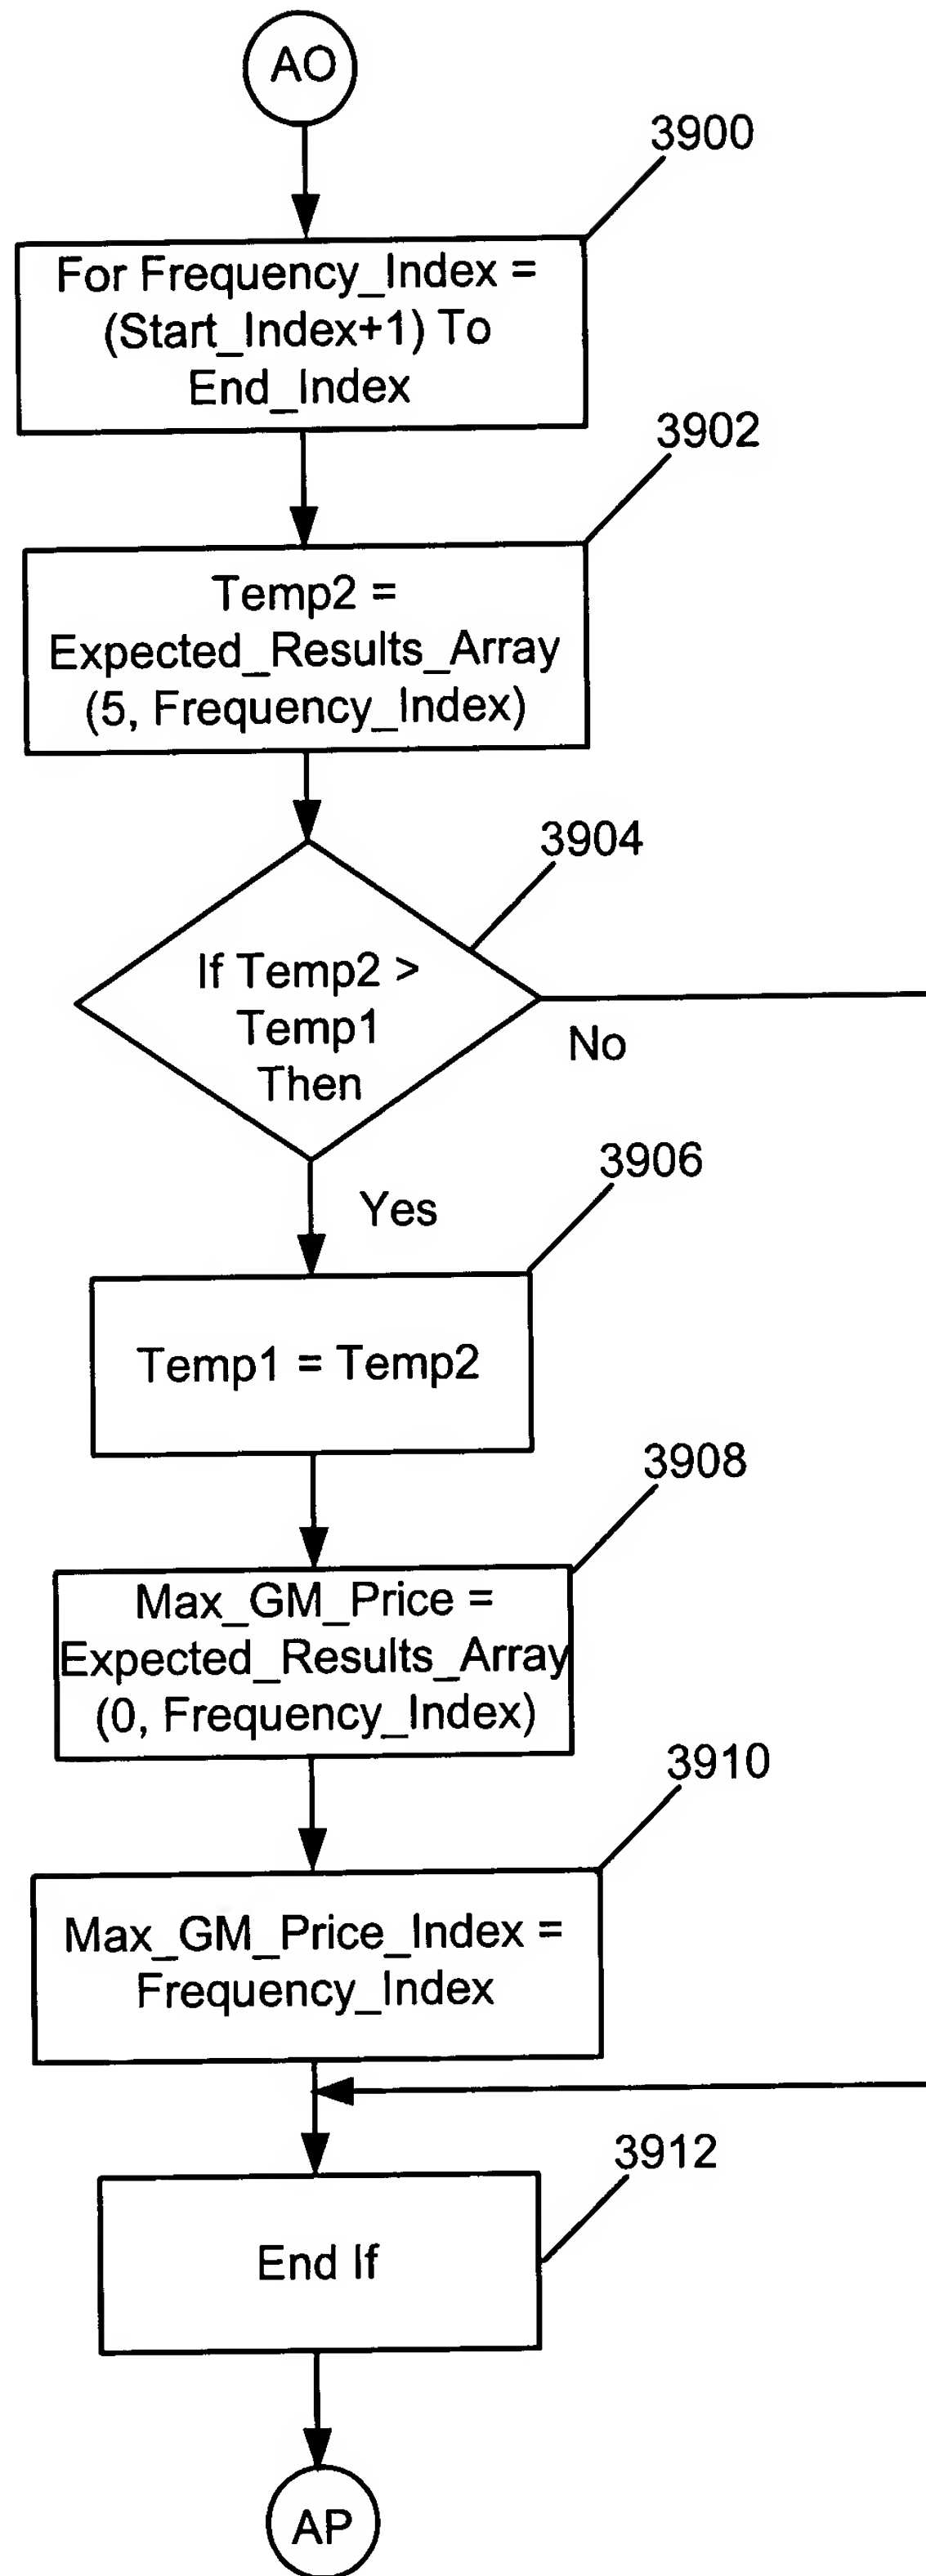 AO
3900
For Frequency_Index =
(Start_Index+1) To
End_Index
3902
Temp2 =
Expected_Results_Array
(5, Frequency_Index)
3904
If Temp2 >
Temp1
Then
No
Yes
3906
Temp1 = Temp2
3908
Max_GM_Price =
Expected_Results_Array
(0, Frequency_Index)
3910
Max_GM_Price_Index =
Frequency_Index
3912
End If
AP